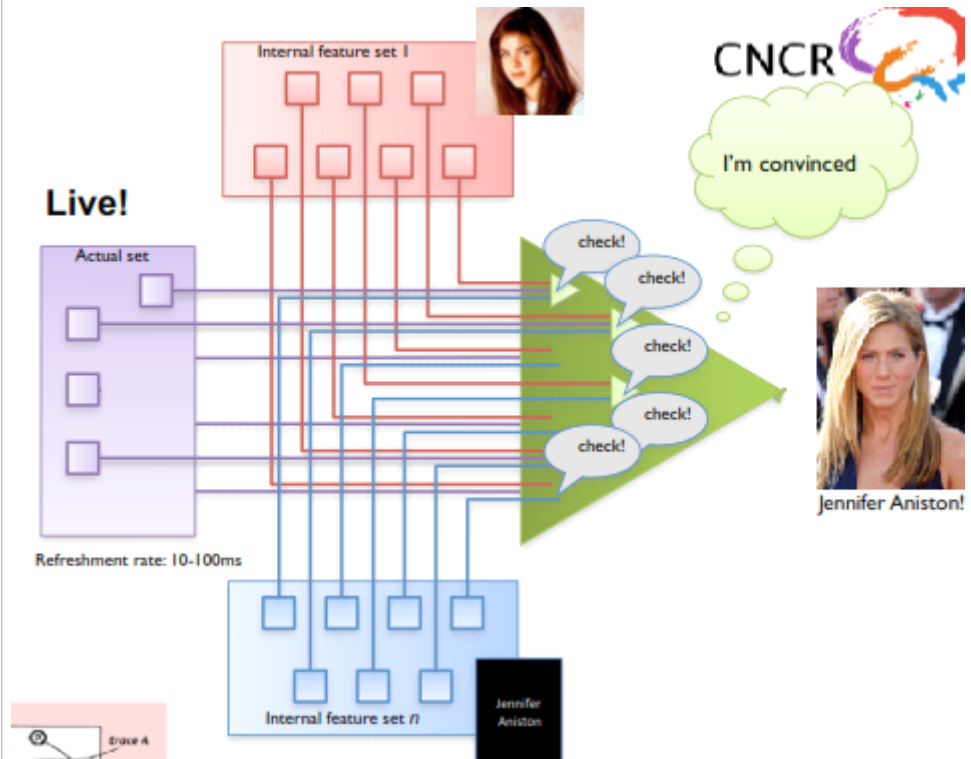 Internal feature set 1
CNCR
I'm convinced
Live!
Actual set
check!
check!
check!
check!
check!
Jennifer Aniston!
Refreshment rate: 10-100ms
Internal feature set n
Jennifer
Aniston
Erase A